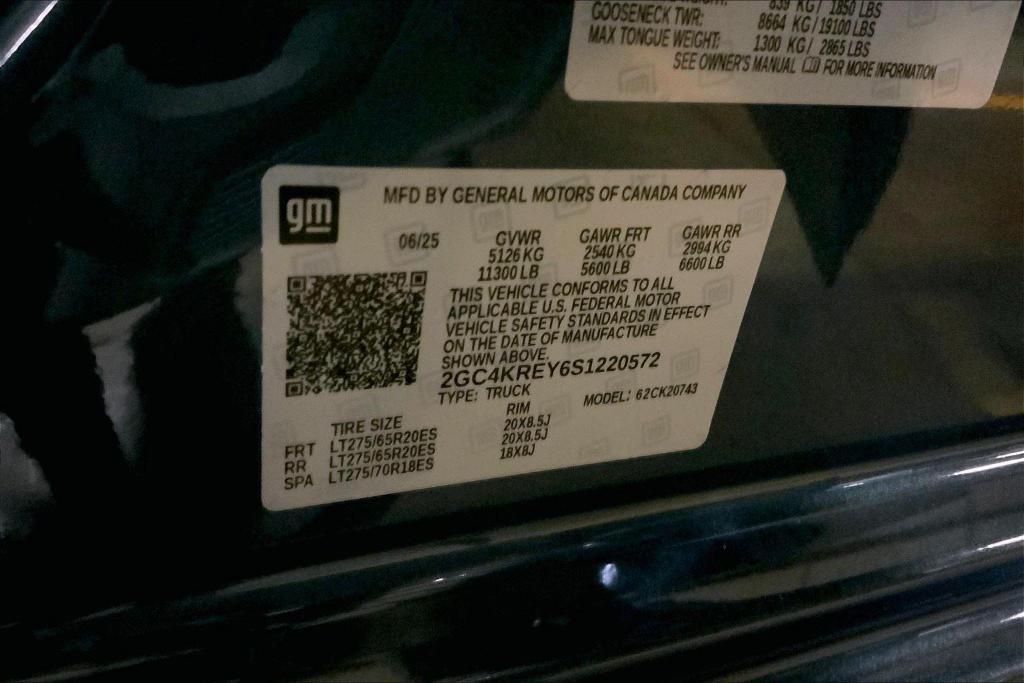 839 KG/ 1850 LBS
GOOSENECK TWR: 8664 KG/19100 LBS
MAX TONGUE WEIGHT: 1300 KG/ 2865 LBS
SEE OWNER'S MANUAL FOR MORE INFORMATION
gm
MFD BY GENERAL MOTORS OF CANADA COMPANY
06/25 GVWR GAWR FRT GAWR RR
5126 KG 2540 KG 2994 KG
11300 LB 5600 LB 6600 LB
THIS VEHICLE CONFORMS TO ALL
APPLICABLE U.S. FEDERAL MOTOR
VEHICLE SAFETY STANDARDS IN EFFECT
ON THE DATE OF MANUFACTURE
SHOWN ABOVE.
2GC4KREY6S1220572
TYPE: TRUCK MODEL: 62CK20743
TIRE SIZE RIM
FRT LT275/65R20ES 20X8.5J
RR LT275/65R20ES 20X8.5J
SPA LT275/70R18ES 18X8J